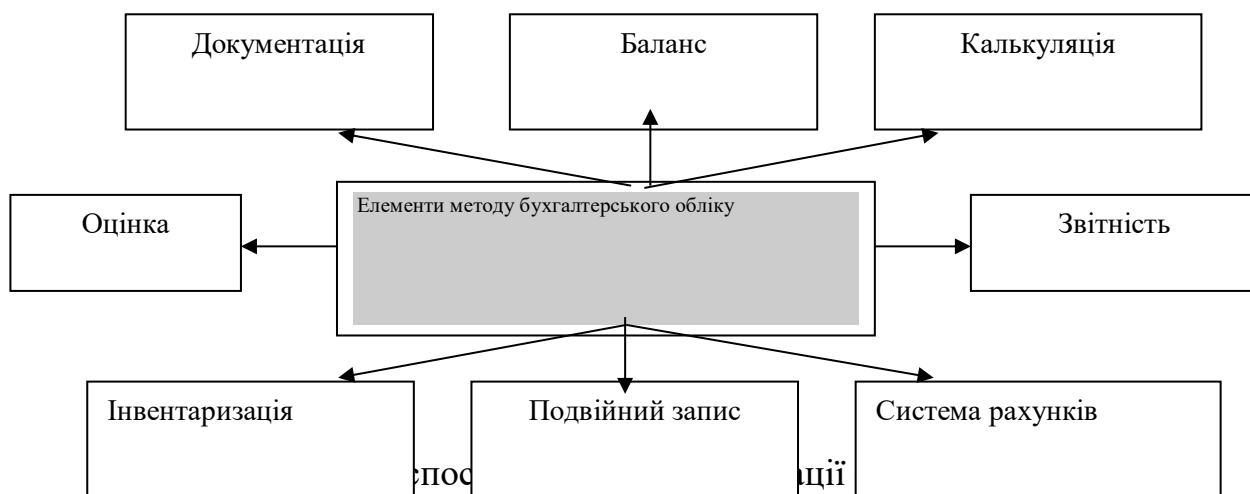 Документація
Баланс
Калькуляція
Елементи методу бухгалтерського обліку
Оцінка
Звітність
Інвентаризація
Подвійний запис
Система рахунків